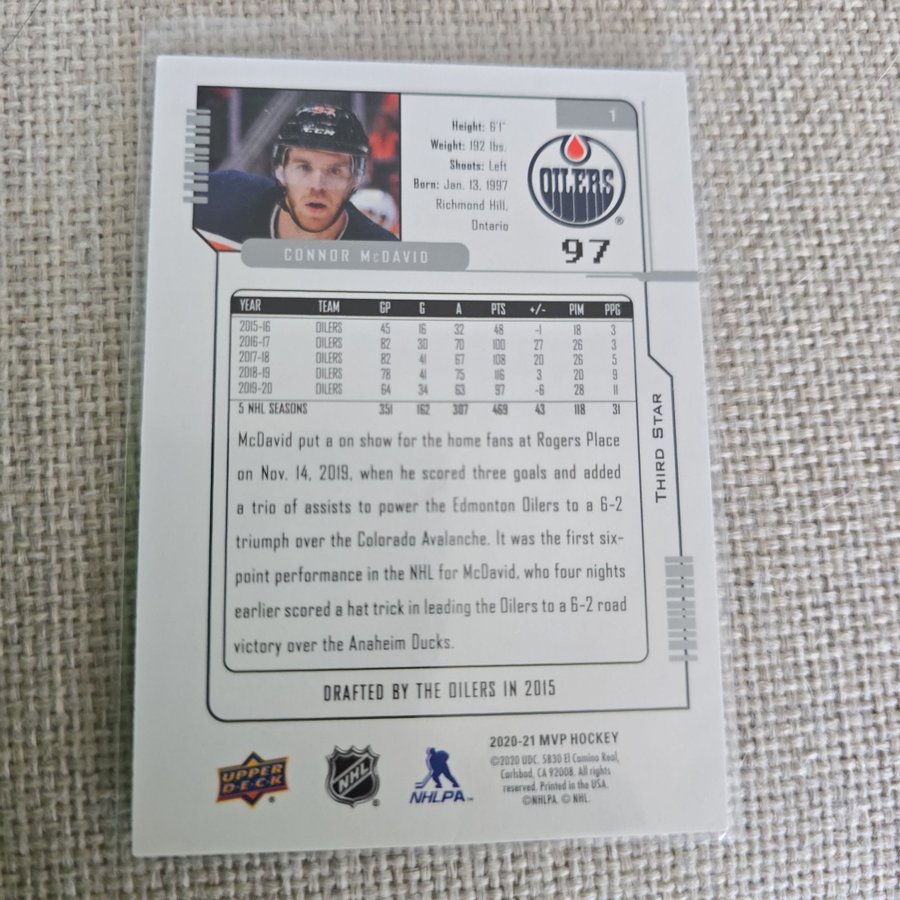 1
Height: 6'1"
Weight: 192 lbs.
Shoots: Left
Born: Jan. 13, 1997
Richmond Hill,
Ontario
OILERS
®
97
CCM
CONNOR McDAVID
YEAR TEAM GP G A PTS +/- PIM PPG
2015-16 OILERS 45 16 32 48 -1 18 3
2016-17 OILERS 82 30 70 100 27 26 3
2017-18 OILERS 82 41 67 108 20 26 5
2018-19 OILERS 78 41 75 116 3 20 9
2019-20 OILERS 64 34 63 97 -6 28 11
5 NHL SEASONS 351 162 307 469 43 118 31
McDavid put a on show for the home fans at Rogers Place
on Nov. 14, 2019, when he scored three goals and added
a trio of assists to power the Edmonton Oilers to a 6-2
triumph over the Colorado Avalanche. It was the first six-
point performance in the NHL for McDavid, who four nights
earlier scored a hat trick in leading the Oilers to a 6-2 road
victory over the Anaheim Ducks.
THIRD STAR
DRAFTED BY THE OILERS IN 2015
UPPER
DECK
®
NHL
®
NHLPA™
2020-21 MVP HOCKEY
©2020 UDC. 5830 El Camino Real,
Carlsbad, CA 92008. All rights
reserved. Printed in the USA.
©NHLPA. © NHL.